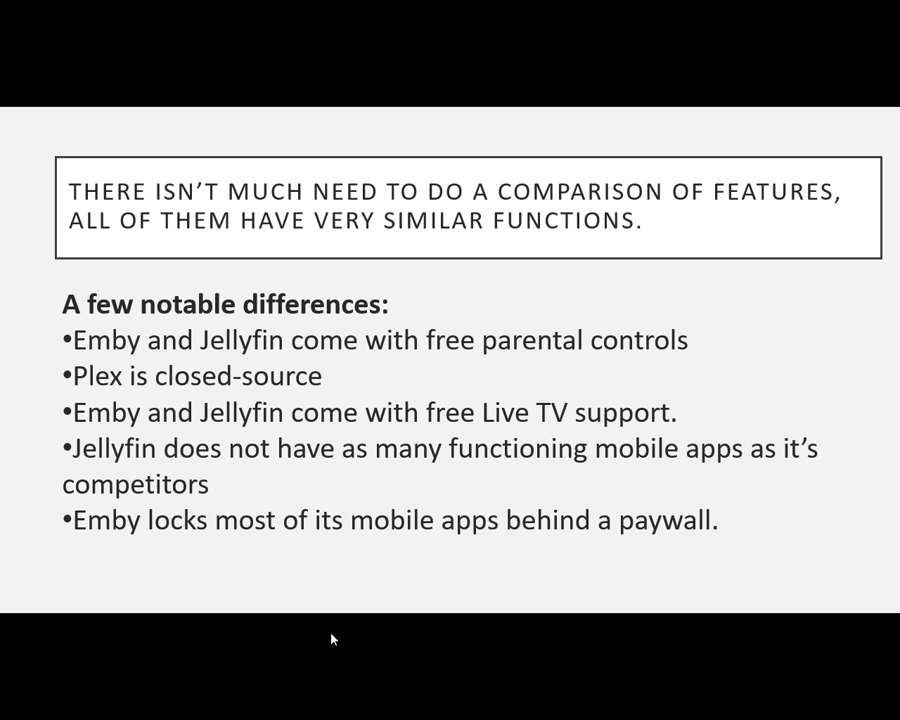 THERE ISN’T MUCH NEED TO DO A COMPARISON OF FEATURES,
ALL OF THEM HAVE VERY SIMILAR FUNCTIONS.
A few notable differences:
•Emby and Jellyfin come with free parental controls
•Plex is closed-source
•Emby and Jellyfin come with free Live TV support.
•Jellyfin does not have as many functioning mobile apps as it’s
competitors
•Emby locks most of its mobile apps behind a paywall.